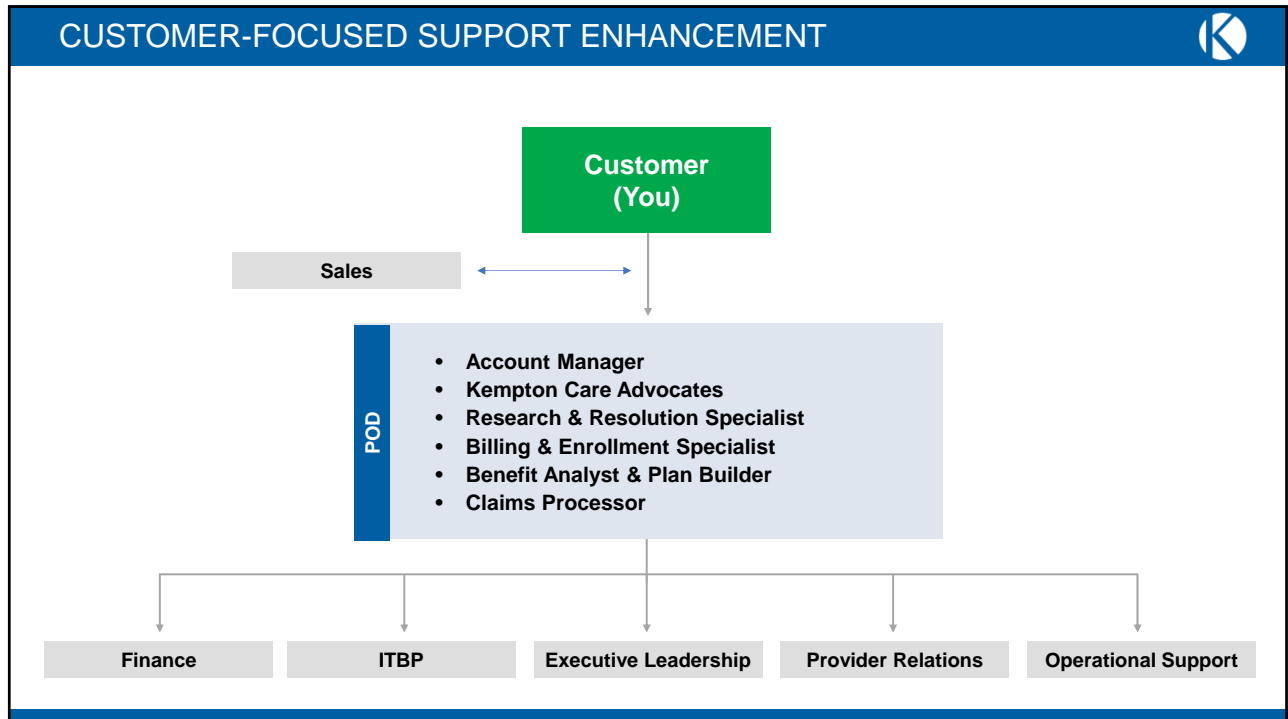 CUSTOMER-FOCUSED SUPPORT ENHANCEMENT
Customer
(You)
Sales
POD
• Account Manager
• Kempton Care Advocates
• Research & Resolution Specialist
• Billing & Enrollment Specialist
• Benefit Analyst & Plan Builder
• Claims Processor
Finance
ITBP
Executive Leadership
Provider Relations
Operational Support